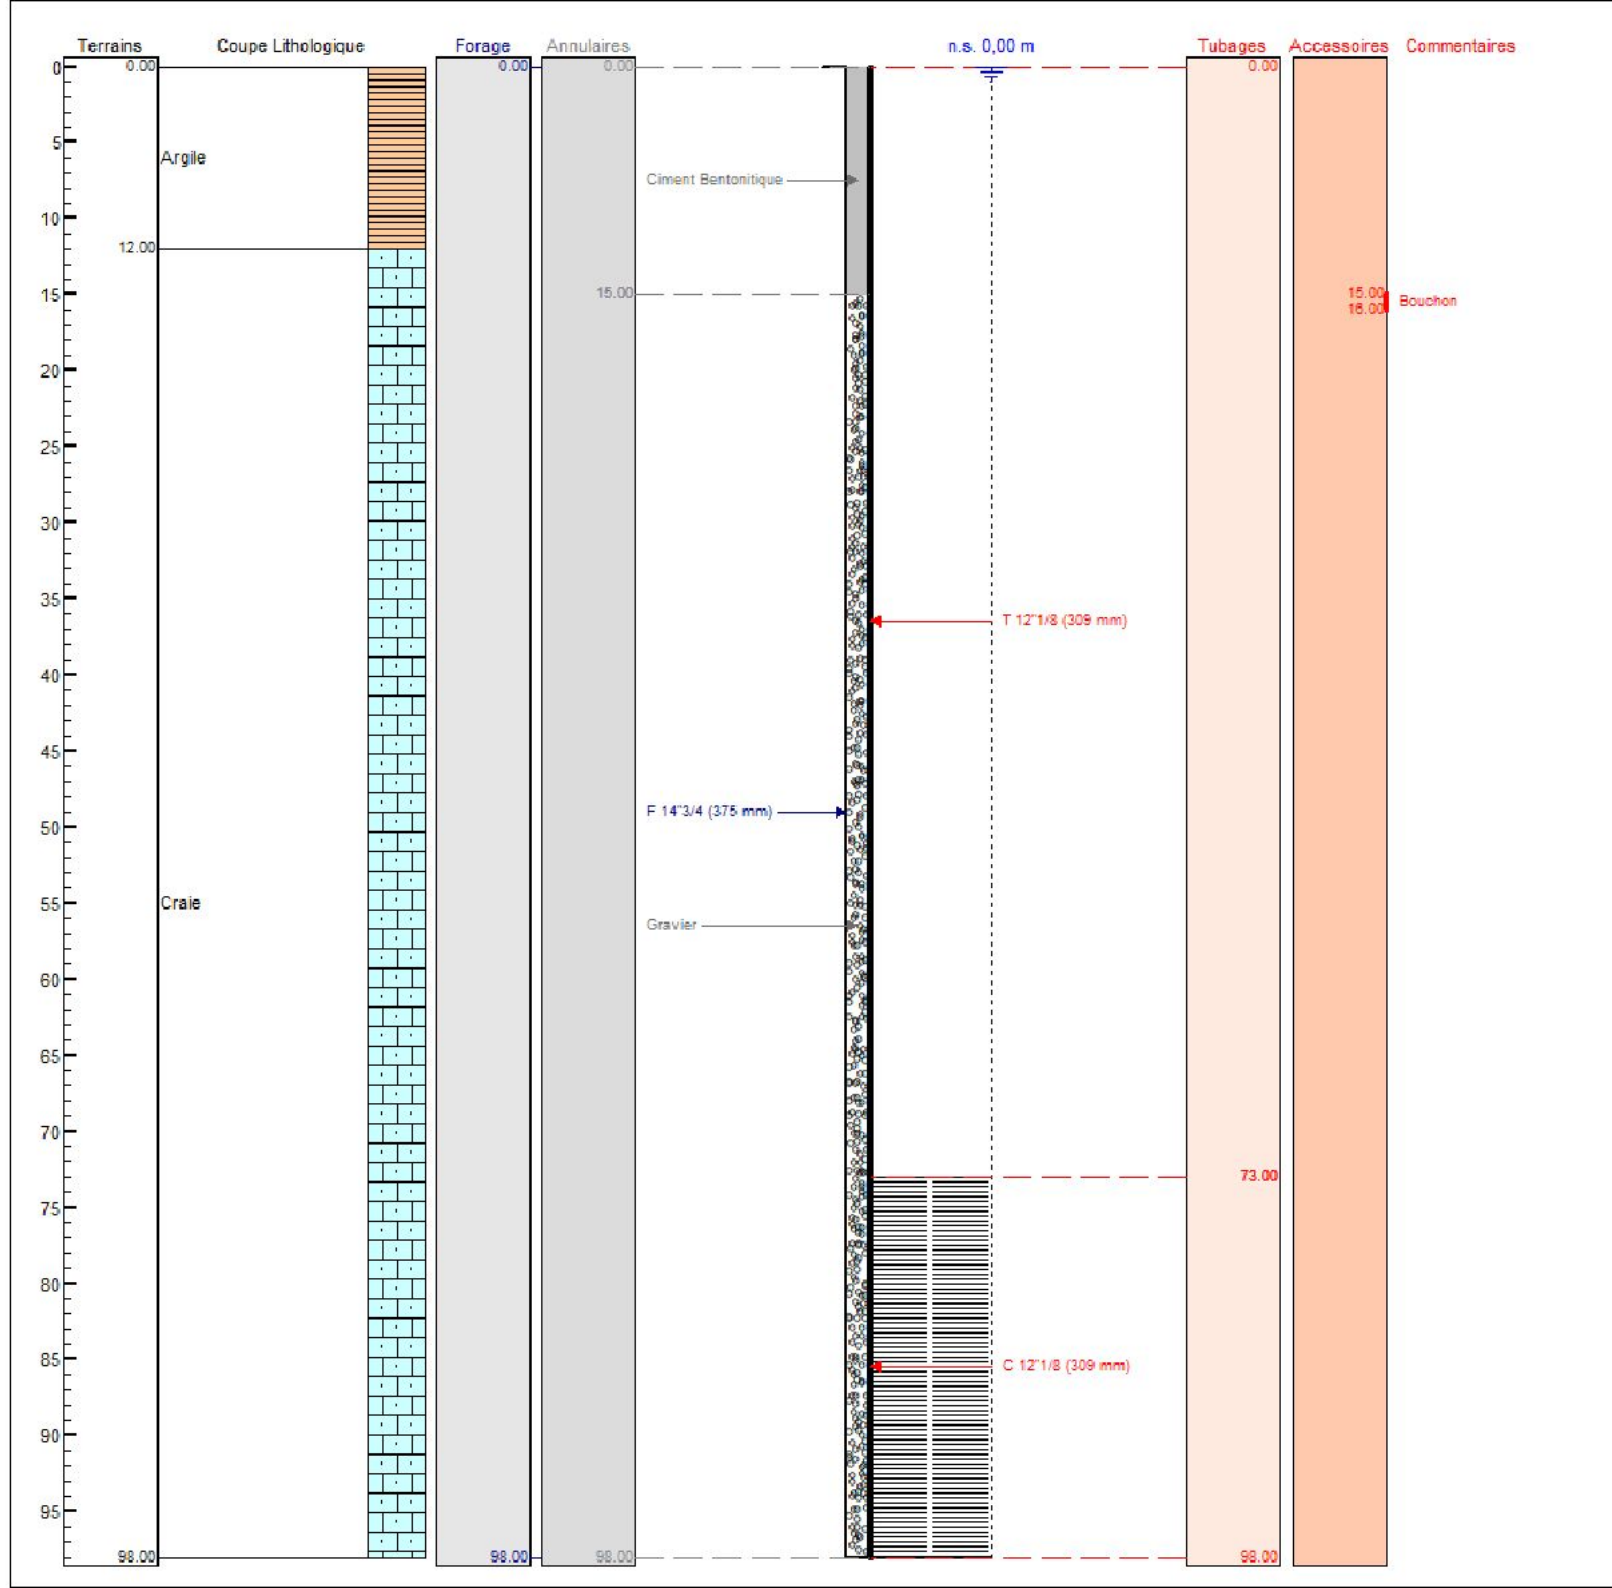 Terrains Coupe Lithologique Forage Annulaires n.s. 0,00 m Tubages Accessoires Commentaires
0 0.00 0.00 0.00 0.00
5
Argile
Ciment Bentonitique
10
12.00
15 15.00 15.00 Bouchon
16.00
20
25
30
35
T 12"1/8 (309 mm)
40
45
F 14"3/4 (375 mm)
50
55 Craie
Gravier
60
65
70
73.00
75
80
85 C 12"1/8 (309 mm)
90
95
98.00 98.00 98.00 98.00